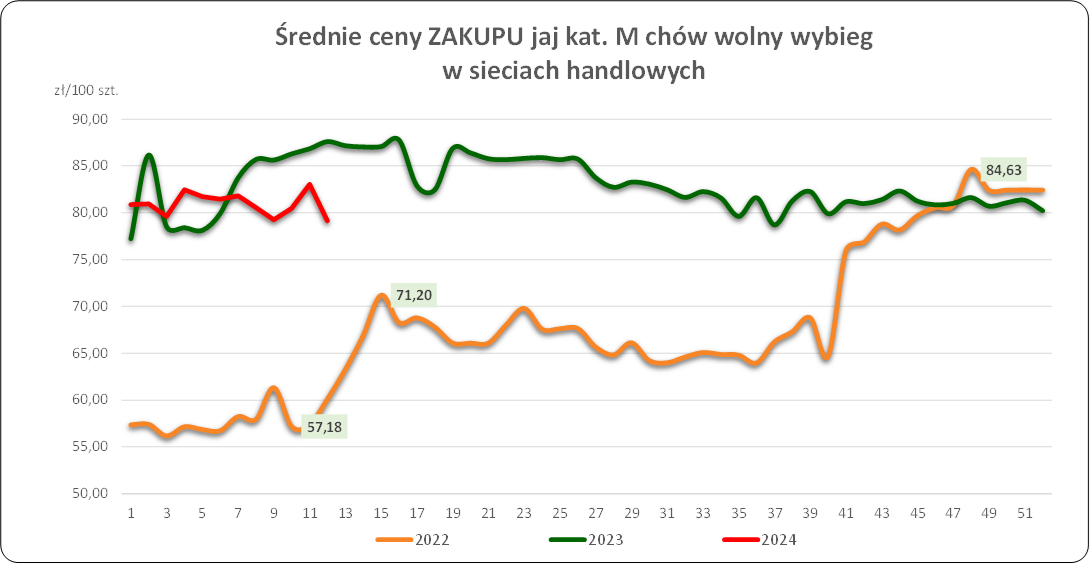 Średnie ceny ZAKUPU jaj kat. M chów wolny wybieg
w sieciach handlowych
zł/100 szt.
90,00
85,00
80,00
75,00
70,00
65,00
60,00
55,00
50,00
84,63
71,20
57,18
1 3 5 7 9 11 13 15 17 19 21 23 25 27 29 31 33 35 37 39 41 43 45 47 49 51
2022 2023 2024